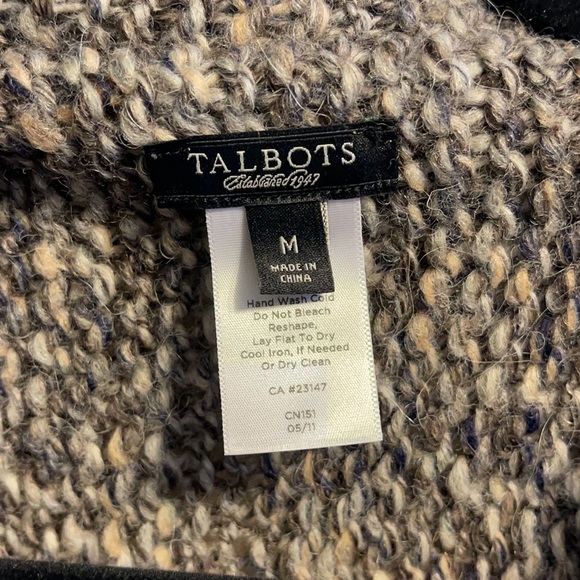 TALBOTS
Established 1947
M
MADE IN
CHINA
Hand Wash Cold
Do Not Bleach
Reshape,
Lay Flat To Dry
Cool Iron, If Needed
Or Dry Clean
CA #23147
CN151
05/11